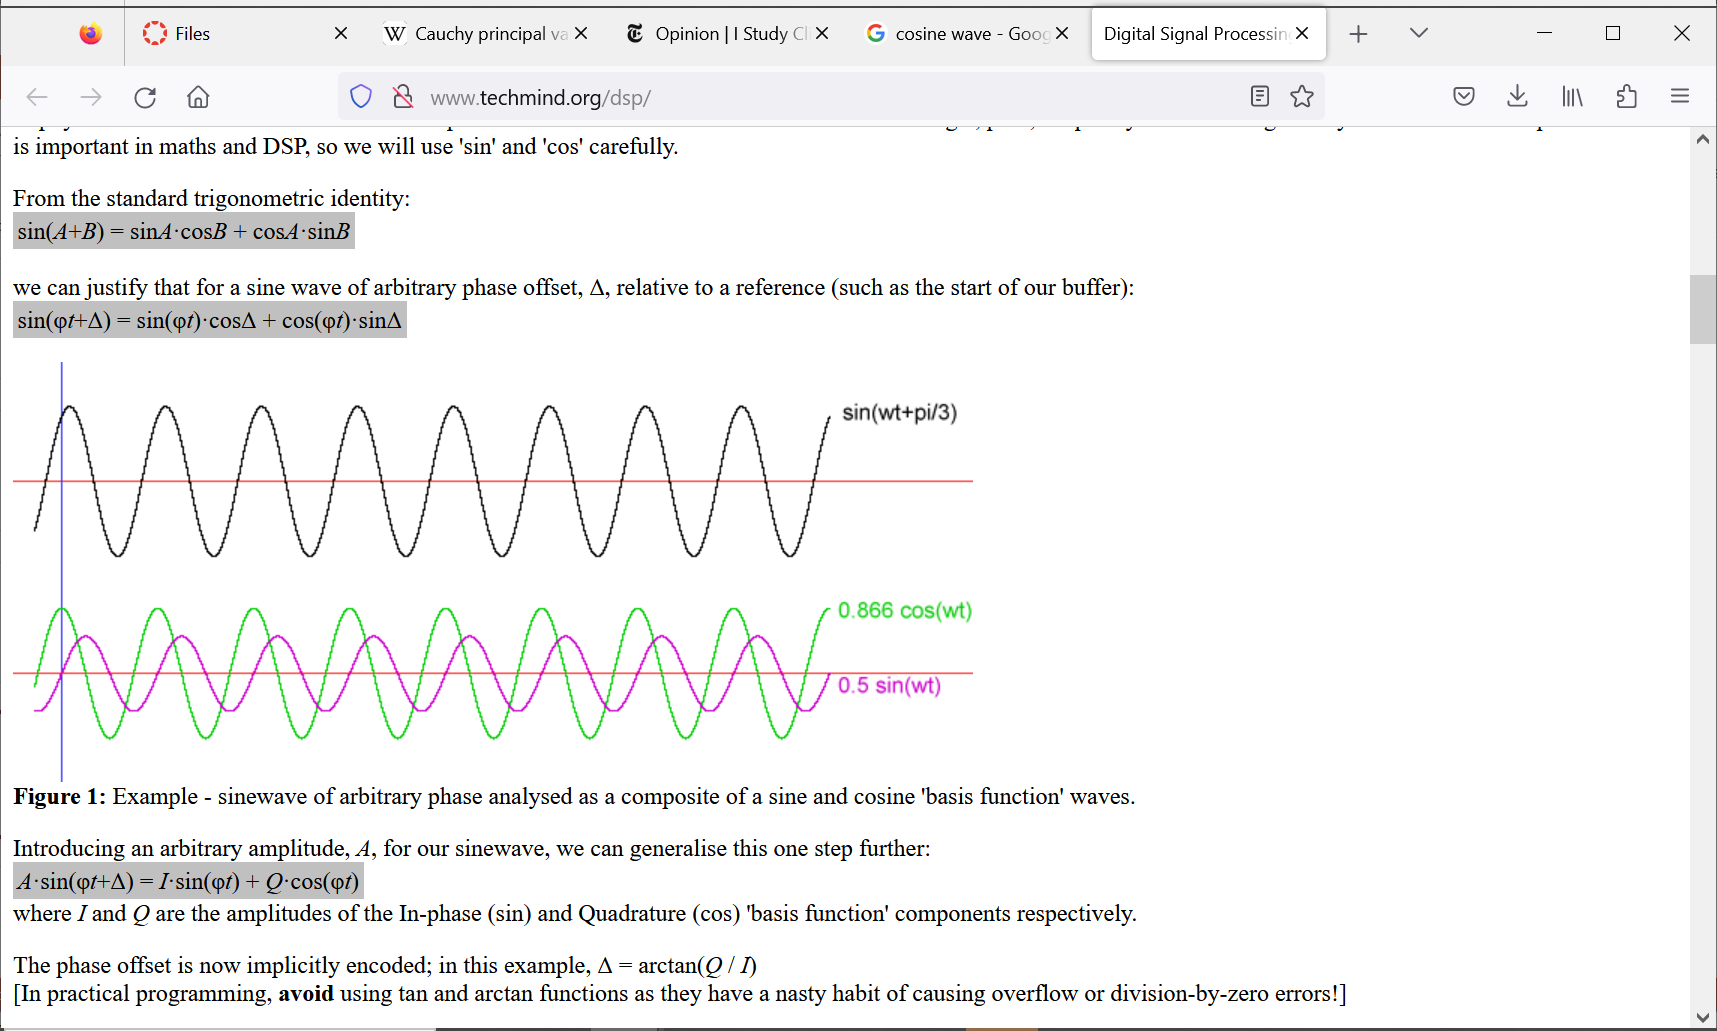 Files
Cauchy principal va
Opinion | I Study Cl
cosine wave - Goog
Digital Signal Processin
www.techmind.org/dsp/
is important in maths and DSP, so we will use 'sin' and 'cos' carefully.
From the standard trigonometric identity:
sin(A+B) = sinA·cosB + cosA·sinB
we can justify that for a sine wave of arbitrary phase offset, Δ, relative to a reference (such as the start of our buffer):
sin(φt+Δ) = sin(φt)·cosΔ + cos(φt)·sinΔ
sin(wt+pi/3)
0.866 cos(wt)
0.5 sin(wt)
Figure 1: Example - sinewave of arbitrary phase analysed as a composite of a sine and cosine 'basis function' waves.
Introducing an arbitrary amplitude, A, for our sinewave, we can generalise this one step further:
A·sin(φt+Δ) = I·sin(φt) + Q·cos(φt)
where I and Q are the amplitudes of the In-phase (sin) and Quadrature (cos) 'basis function' components respectively.
The phase offset is now implicitly encoded; in this example, Δ = arctan(Q / I)
[In practical programming, avoid using tan and arctan functions as they have a nasty habit of causing overflow or division-by-zero errors!]